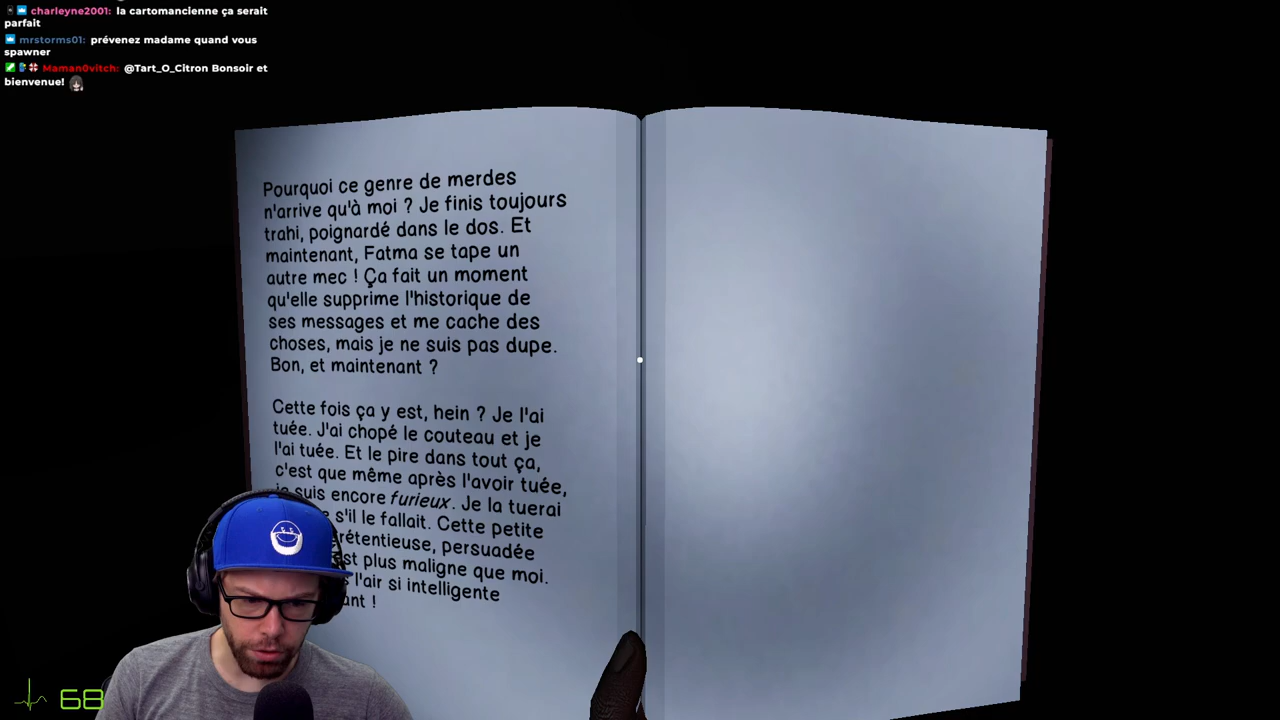 charleyne2001: la cartomancienne ça serait
parfait
mrstorms01: prévenez madame quand vous
spawner
Maman0vitch: @Tart_O_Citron Bonsoir et
bienvenue!
Pourquoi ce genre de merdes
n'arrive qu'à moi ? Je finis toujours
trahi, poignardé dans le dos. Et
maintenant, Fatma se tape un
autre mec ! Ça fait un moment
qu'elle supprime l'historique de
ses messages et me cache des
choses, mais je ne suis pas dupe.
Bon, et maintenant ?
Cette fois ça y est, hein ? Je l'ai
tuée. J'ai chopé le couteau et je
l'ai tuée. Et le pire dans tout ça,
c'est que même après l'avoir tuée,
je suis encore furieux. Je la tuerai
s'il le fallait. Cette petite
prétentieuse, persuadée
est plus maligne que moi.
l'air si intelligente
!
68